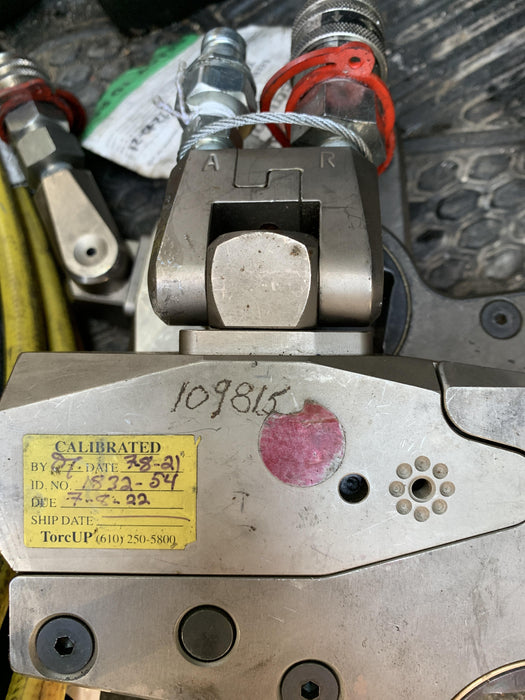 A R
109815
CALIBRATED
BY DATE 7-8-21
ID. NO. 1832-54
DUE 7-8-22
SHIP DATE
TorcUP (610) 250-5800